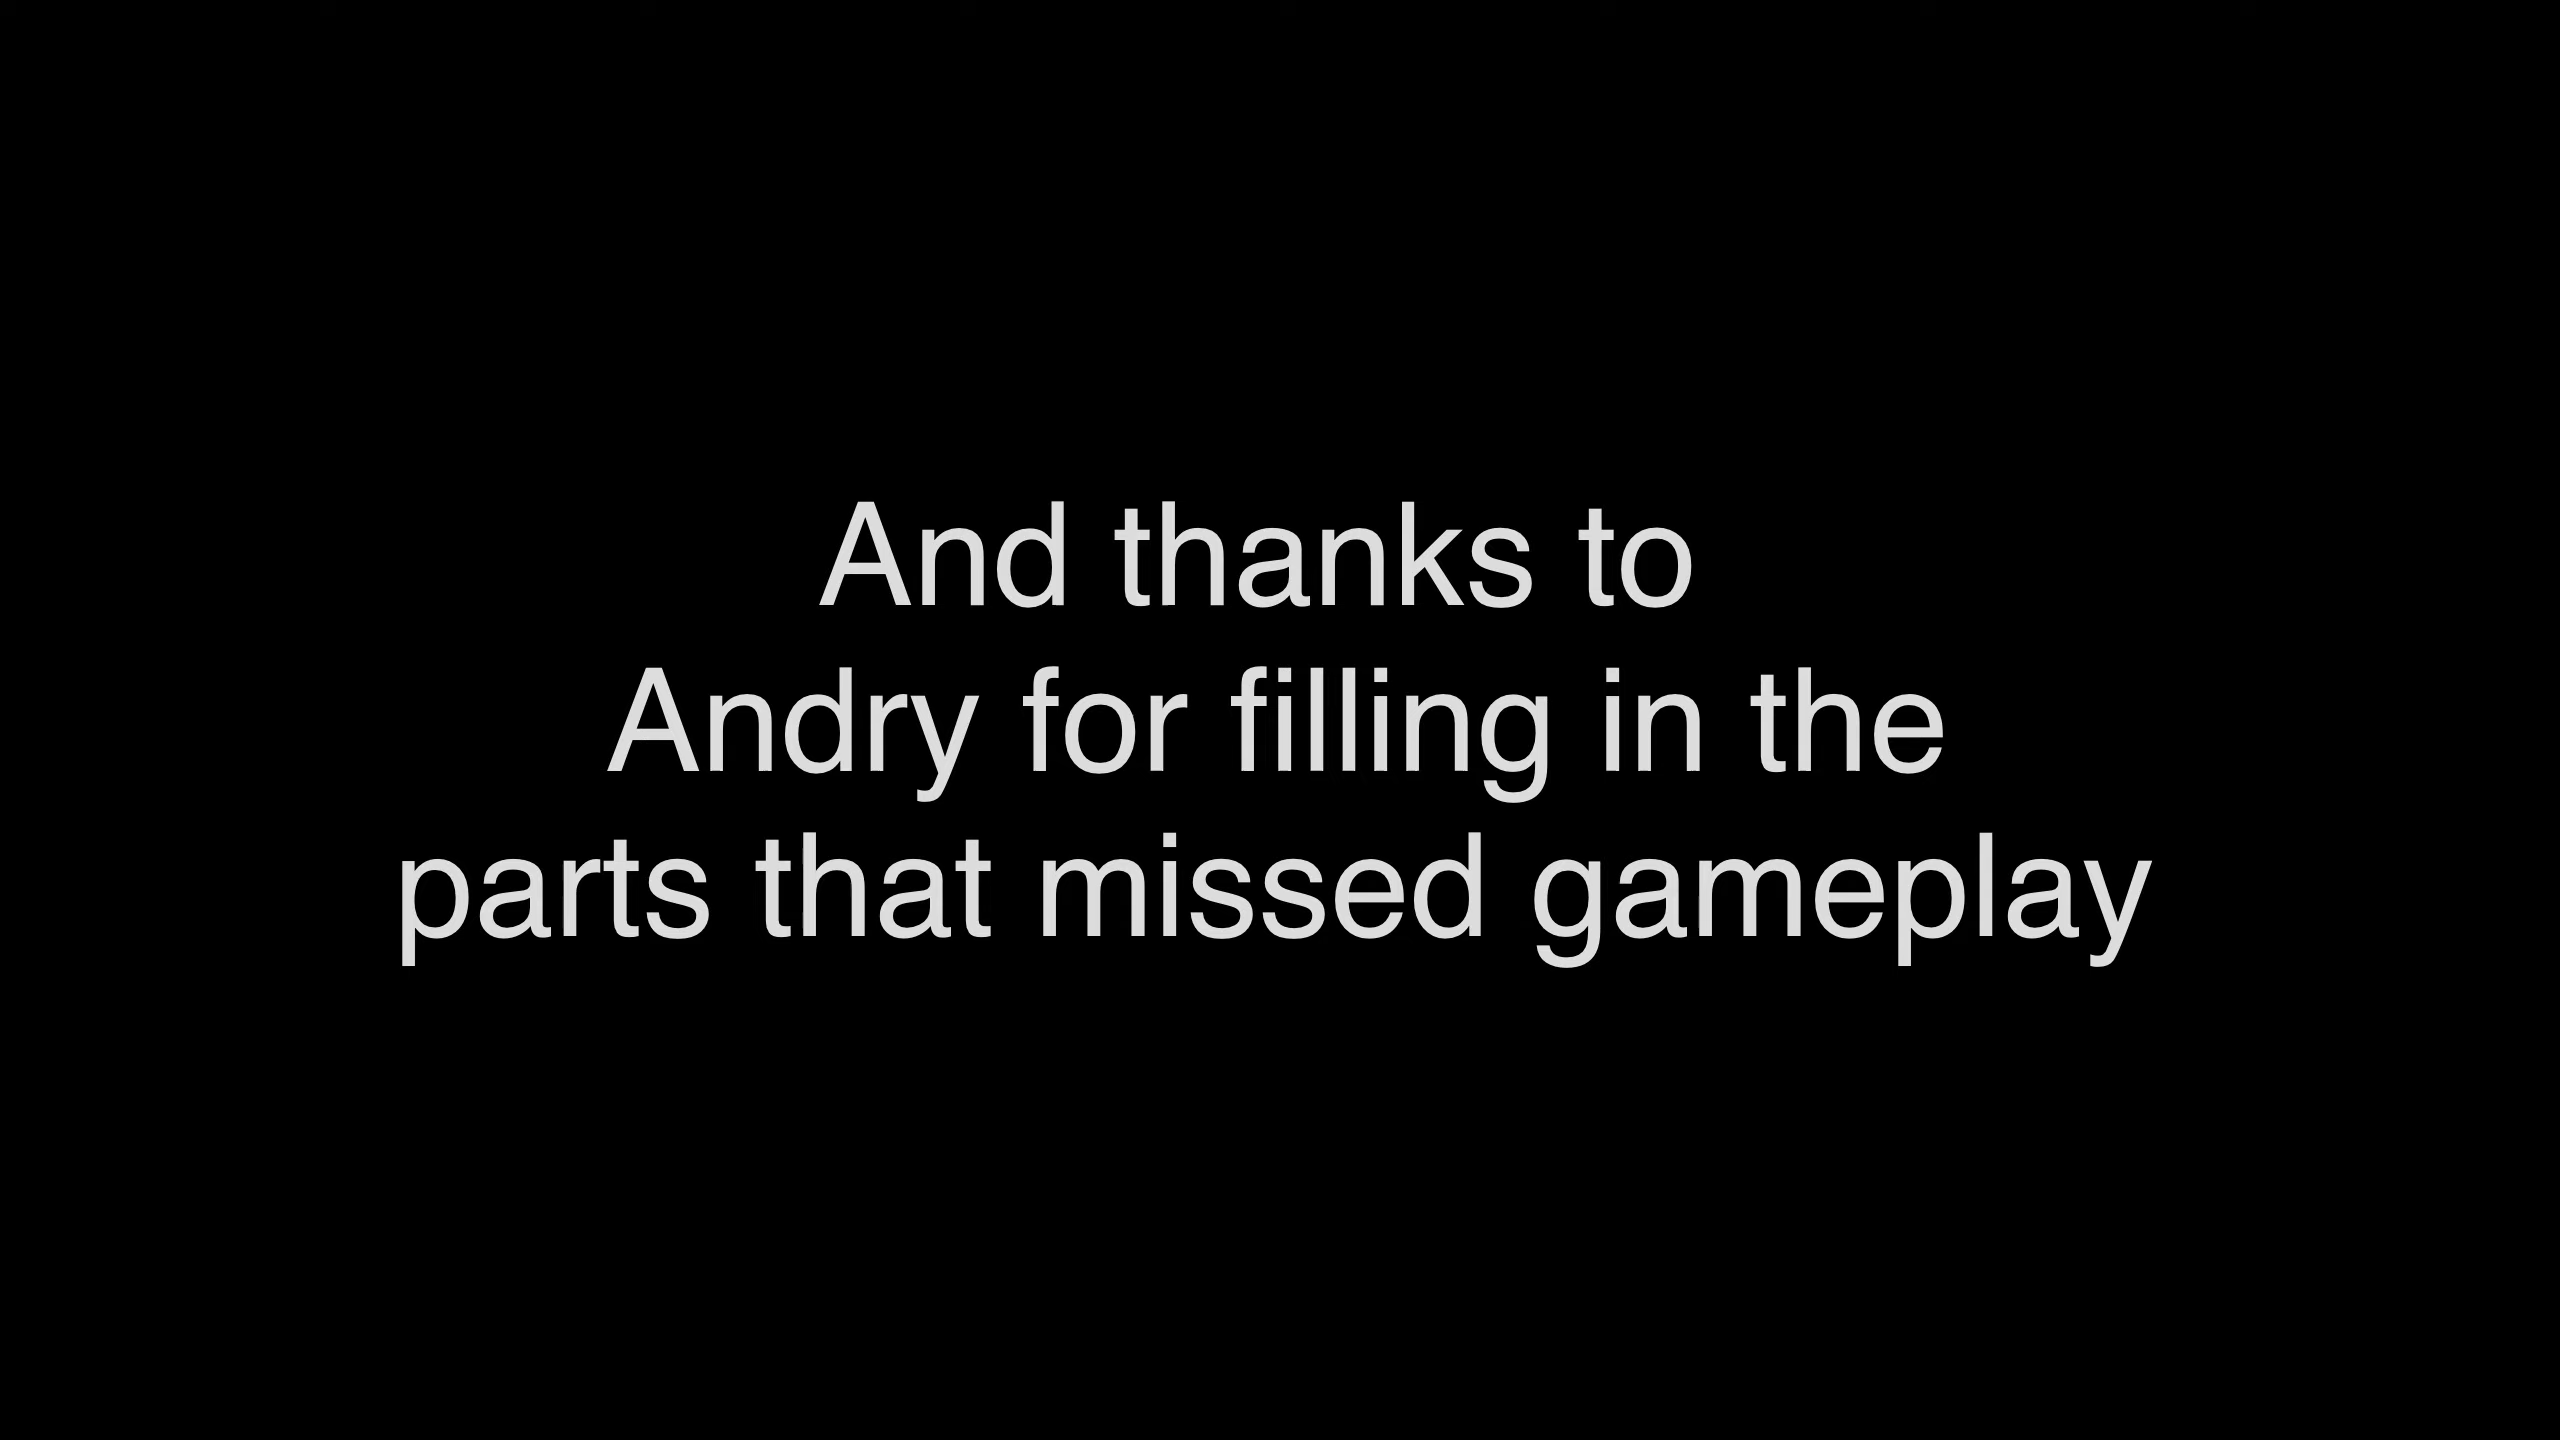 And thanks to
Andry for filling in the
parts that missed gameplay